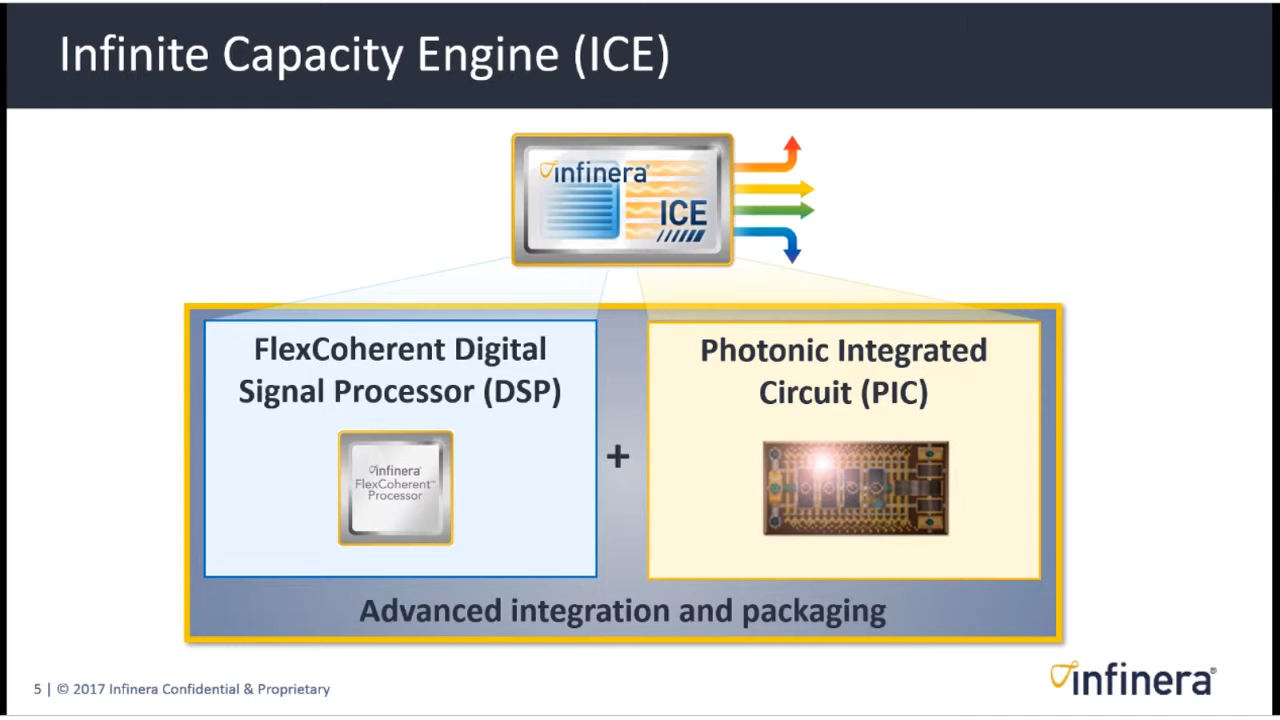 Infinite Capacity Engine (ICE)
infinera®
ICE
FlexCoherent Digital
Signal Processor (DSP)
infinera®
FlexCoherent™
Processor
+
Photonic Integrated
Circuit (PIC)
Advanced integration and packaging
5 | © 2017 Infinera Confidential & Proprietary
infinera®